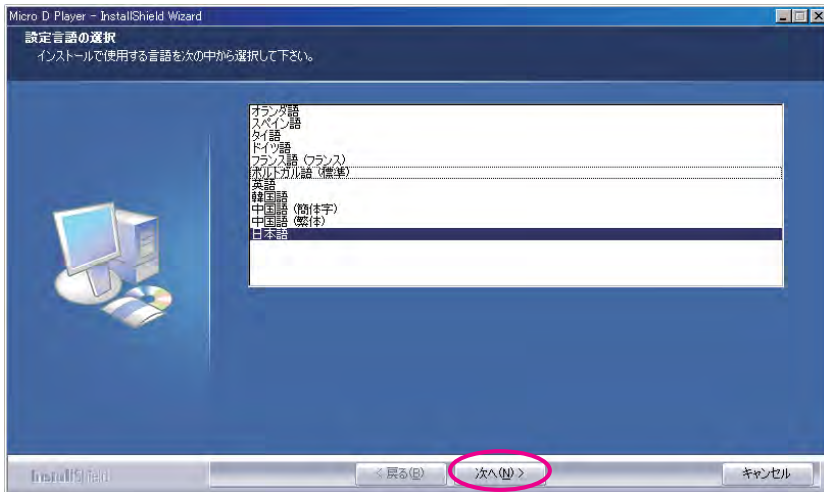 Micro D Player - InstallShield Wizard
設定言語の選択
インストールで使用する言語を次の中から選択して下さい。
オランダ語
スペイン語
タイ語
ドイツ語
フランス語 (フランス)
ポルトガル語 (標準)
英語
韓国語
中国語 (簡体字)
中国語 (繁体)
日本語
InstallShield
< 戻る(B)
次へ(N) >
キャンセル